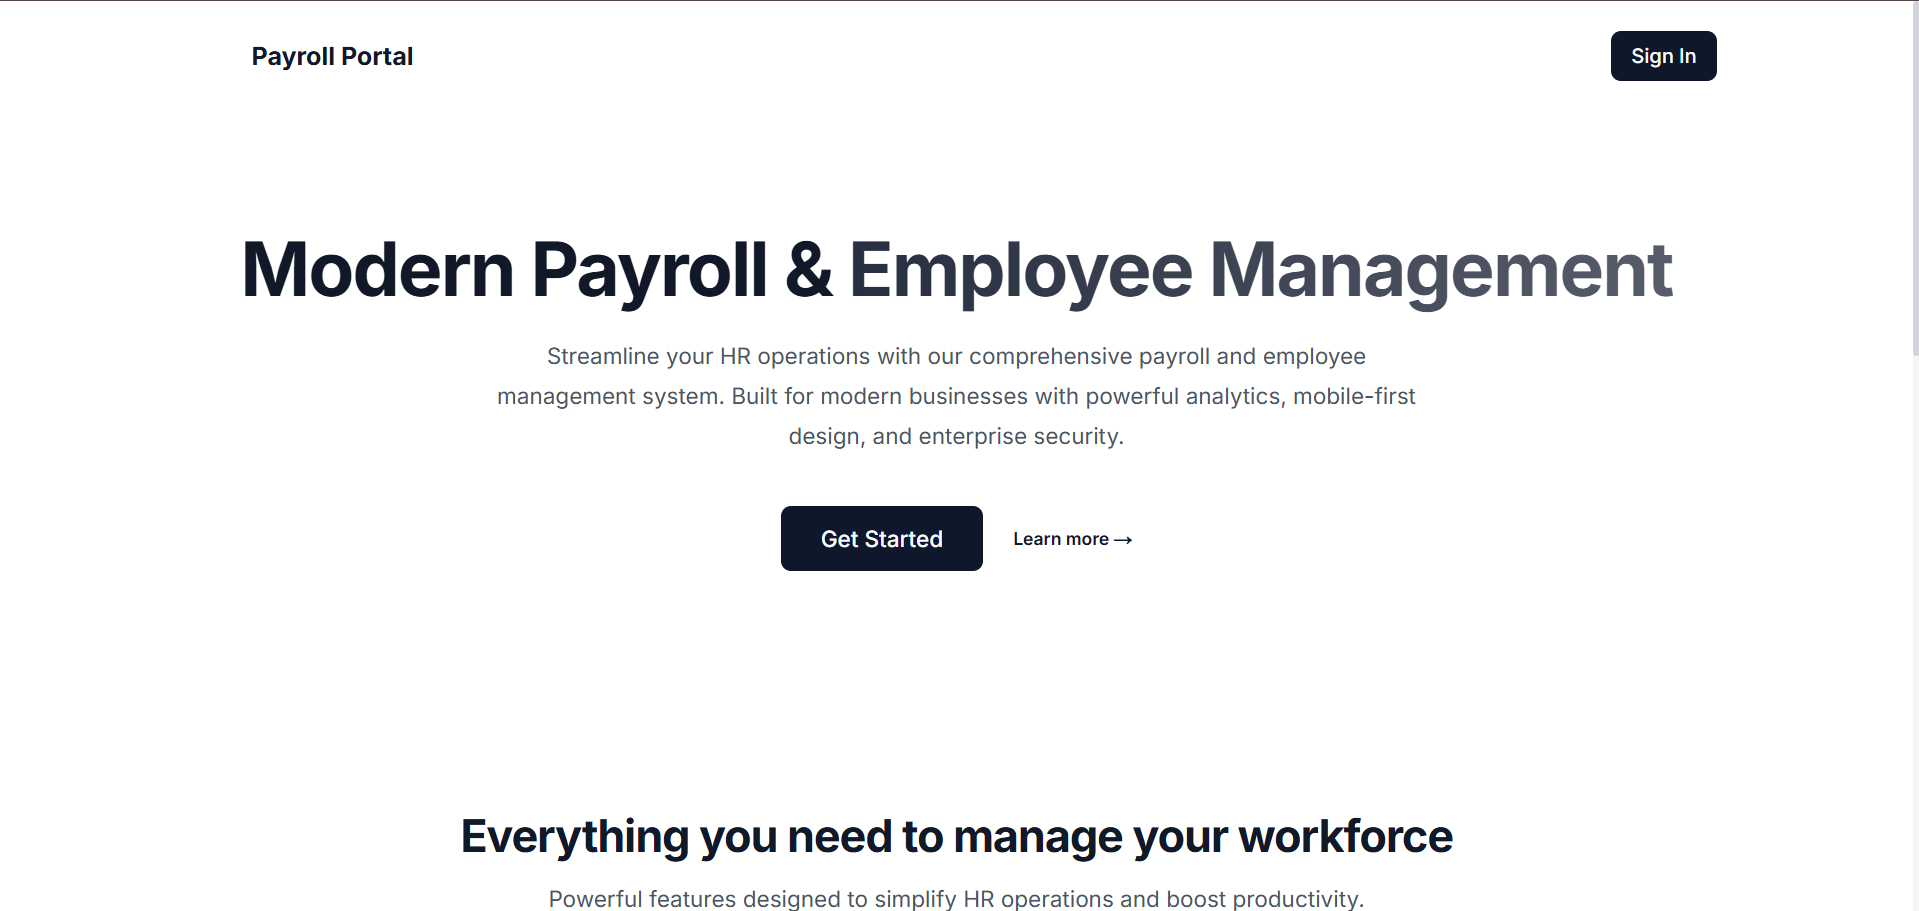 Payroll Portal
Sign In
Modern Payroll & Employee Management
Streamline your HR operations with our comprehensive payroll and employee
management system. Built for modern businesses with powerful analytics, mobile-first
design, and enterprise security.
Get Started
Learn more →
Everything you need to manage your workforce
Powerful features designed to simplify HR operations and boost productivity.